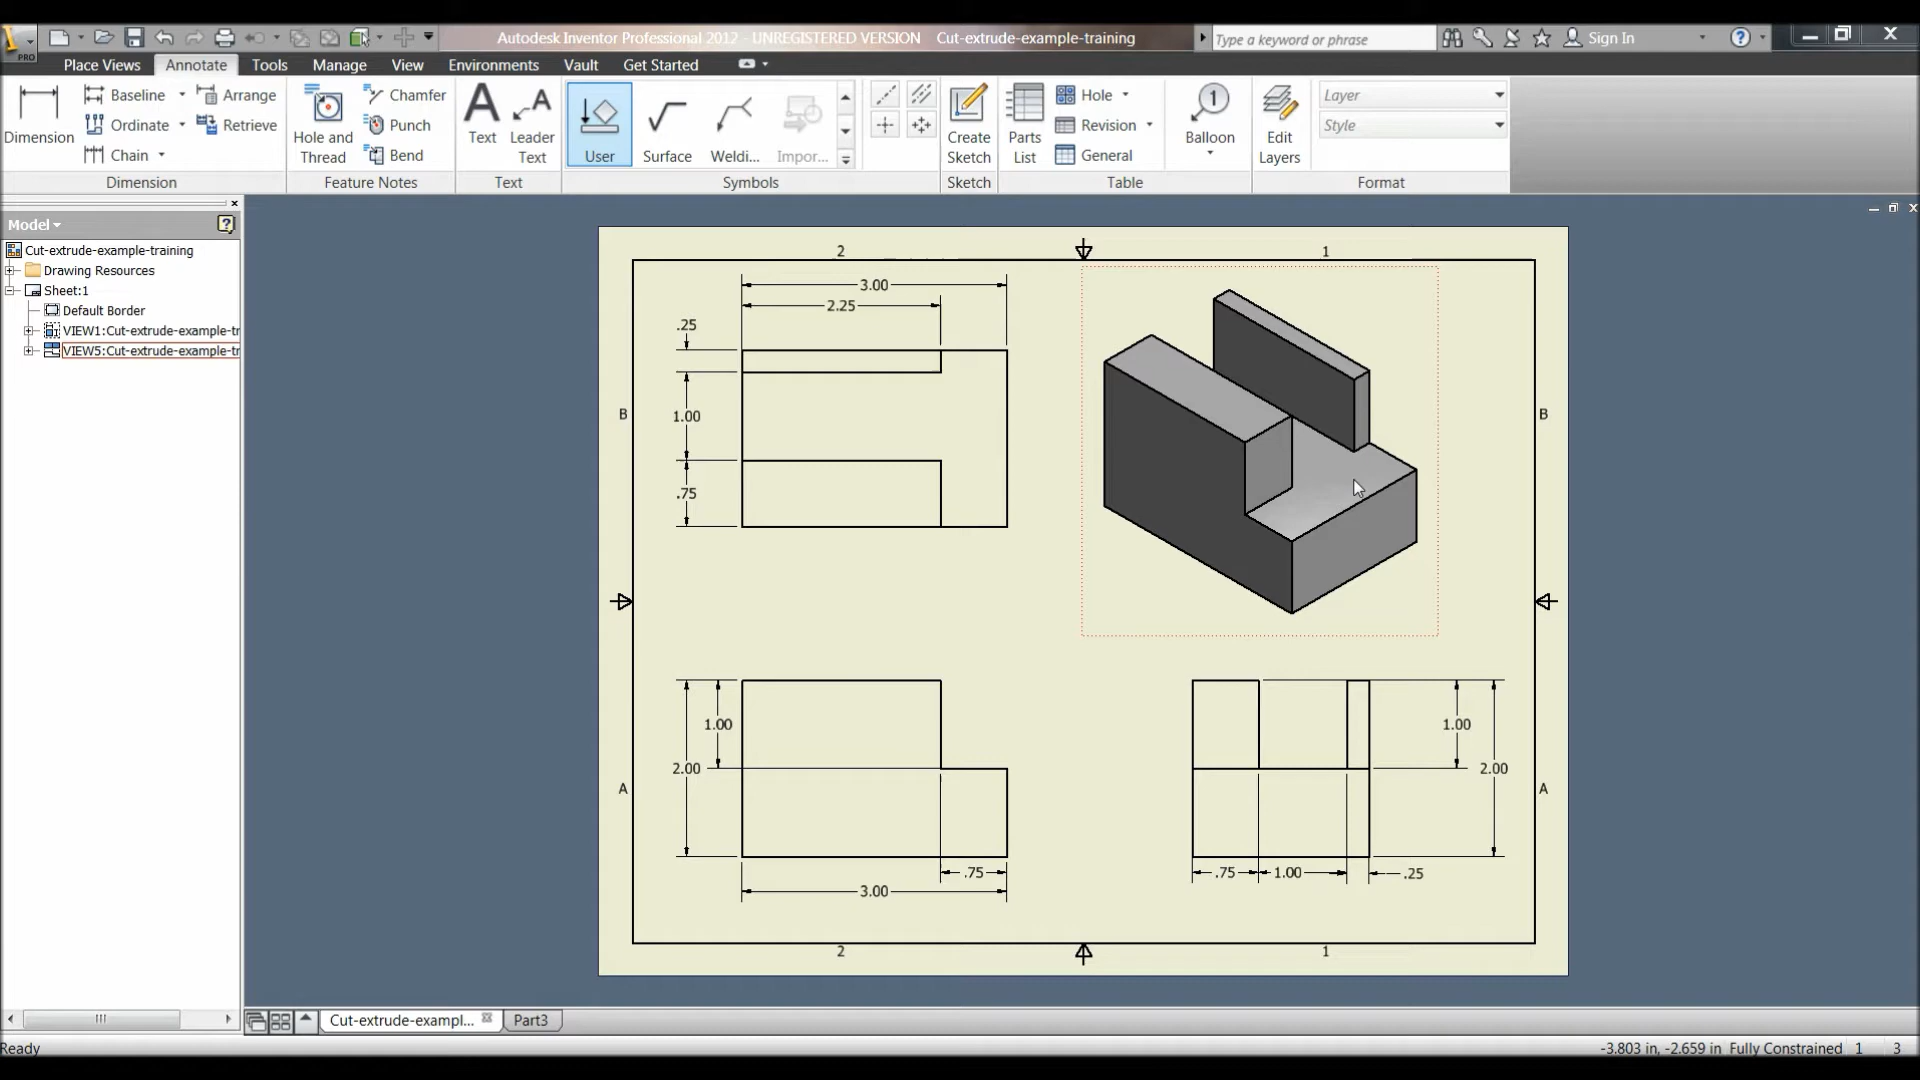 PRO
Autodesk Inventor Professional 2012 - UNREGISTERED VERSION Cut-extrude-example-training
Type a keyword or phrase
Sign In
Place Views Annotate Tools Manage View Environments Vault Get Started
Dimension
Baseline
Ordinate
Chain
Arrange
Retrieve
Dimension
Hole and Thread
Chamfer
Punch
Bend
Feature Notes
Text
Leader Text
Text
User
Surface
Weldi...
Impor...
Symbols
Create Sketch
Sketch
Parts List
Hole
Revision
General
Table
1
Balloon
Edit Layers
Layer
Style
Format
Model
Cut-extrude-example-training
Drawing Resources
Sheet:1
Default Border
VIEW1:Cut-extrude-example-tr
VIEW5:Cut-extrude-example-tr
2 1
3.00
2.25
.25
1.00
.75
B B
1.00
2.00
.75
3.00
1.00
2.00
.75 1.00 .25
A A
2 1
Cut-extrude-exampl... Part3
Ready
-3.803 in, -2.659 in Fully Constrained 1 3